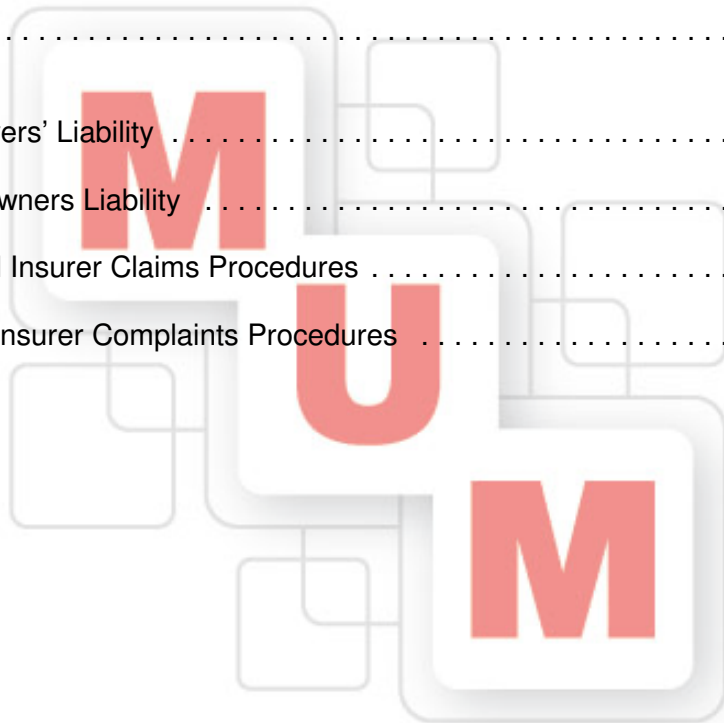 . . . . . . . . . . . . . . . . . . . . . . . . . . . . . . . . . .
ers' Liability . . . . . . . . . . . . . . . . . . . . . . . . . . .
wners Liability . . . . . . . . . . . . . . . . . . . . . . . . .
Insurer Claims Procedures . . . . . . . . . . . . . . . . .
nsurer Complaints Procedures . . . . . . . . . . . . . . .
M
U
M